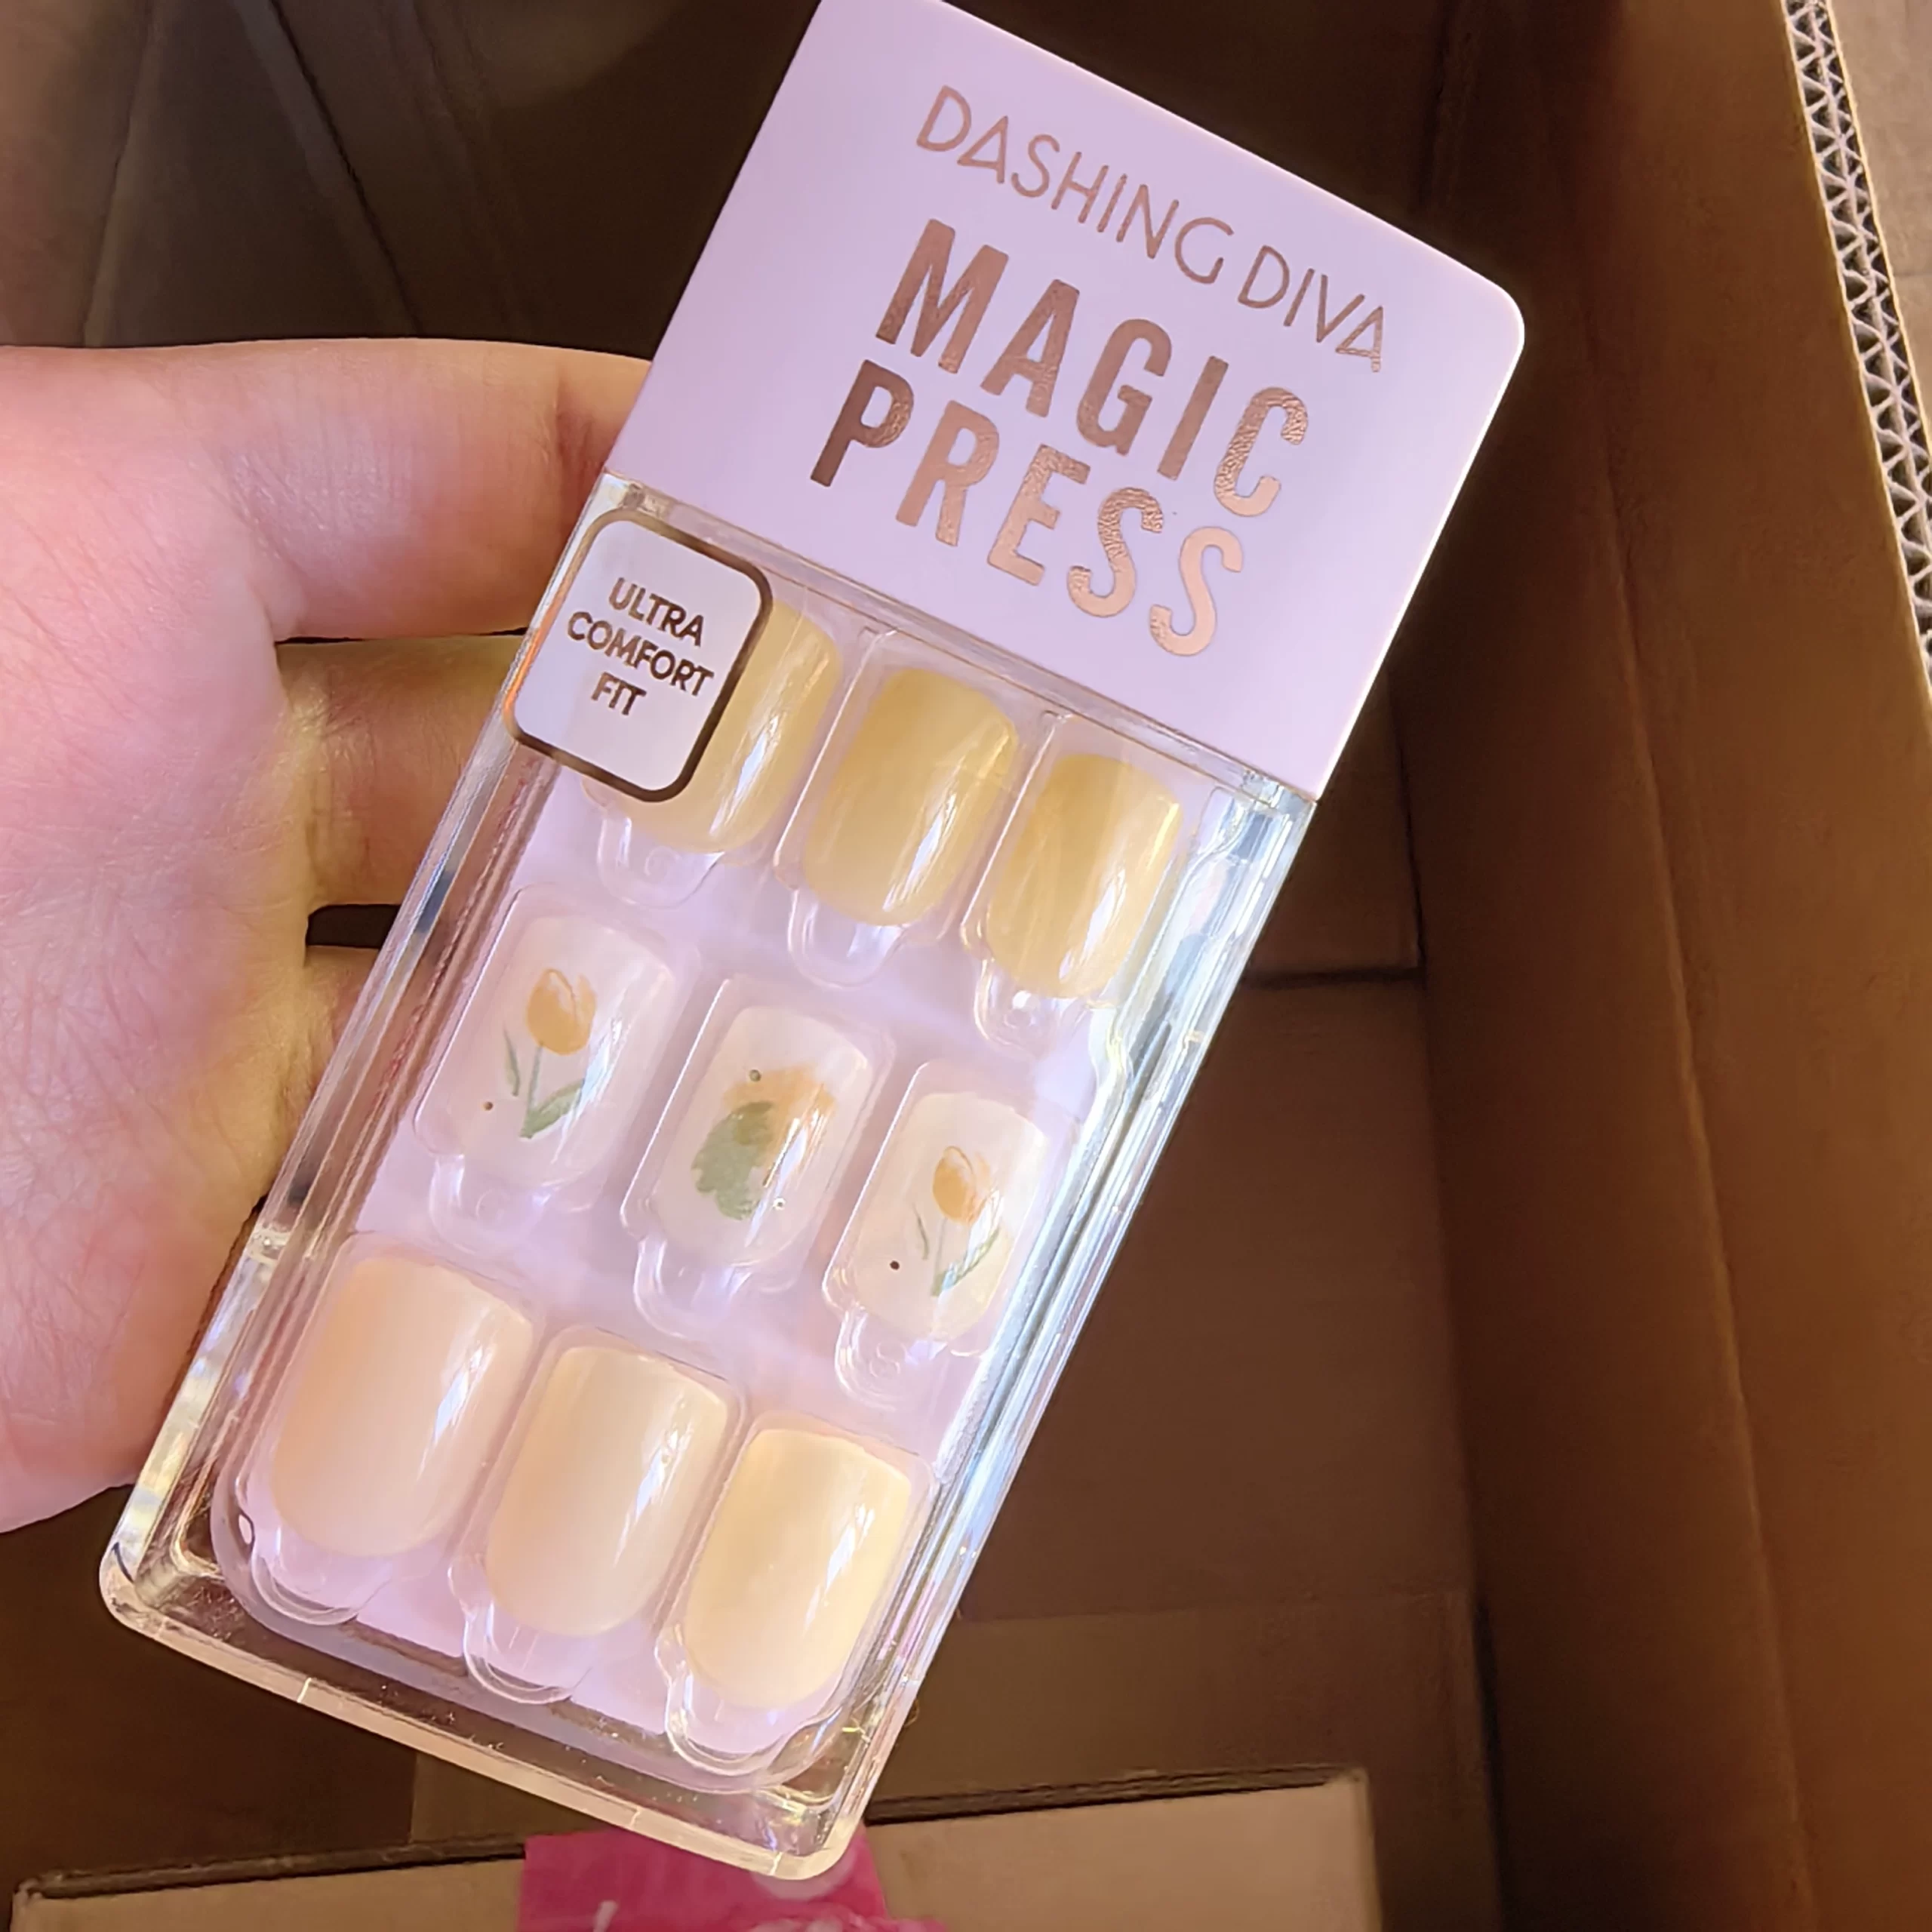 DASHING DIVA
MAGIC
PRESS
ULTRA
COMFORT
FIT